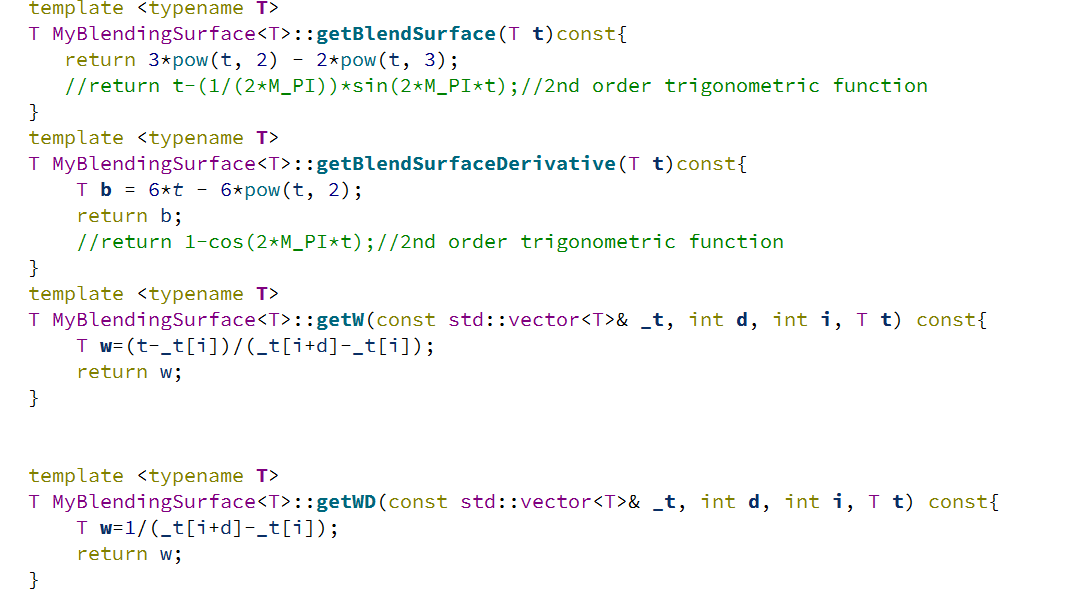 template <typename T>
T MyBlendingSurface<T>::getBlendSurface(T t)const{
   return 3*pow(t, 2) - 2*pow(t, 3);
   //return t-(1/(2*M_PI))*sin(2*M_PI*t);//2nd order trigonometric function
}
template <typename T>
T MyBlendingSurface<T>::getBlendSurfaceDerivative(T t)const{
    T b = 6*t - 6*pow(t, 2);
    return b;
    //return 1-cos(2*M_PI*t);//2nd order trigonometric function
}
template <typename T>
T MyBlendingSurface<T>::getW(const std::vector<T>& _t, int d, int i, T t) const{
    T w=(t-_t[i])/(_t[i+d]-_t[i]);
    return w;
}
template <typename T>
T MyBlendingSurface<T>::getWD(const std::vector<T>& _t, int d, int i, T t) const{
    T w=1/(_t[i+d]-_t[i]);
    return w;
}